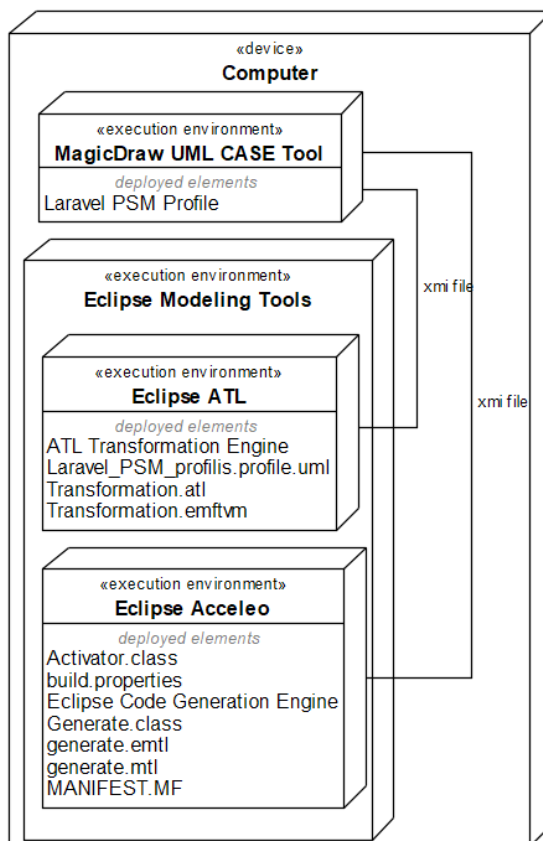 «device»
Computer
«execution environment»
MagicDraw UML CASE Tool
deployed elements
Laravel PSM Profile
«execution environment»
Eclipse Modeling Tools
xmi file
«execution environment»
Eclipse ATL
deployed elements
ATL Transformation Engine
Laravel_PSM_profilis.profile.uml
Transformation.atl
Transformation.emftvm
xmi file
«execution environment»
Eclipse Acceleo
deployed elements
Activator.class
build.properties
Eclipse Code Generation Engine
Generate.class
generate.emtl
generate.mtl
MANIFEST.MF